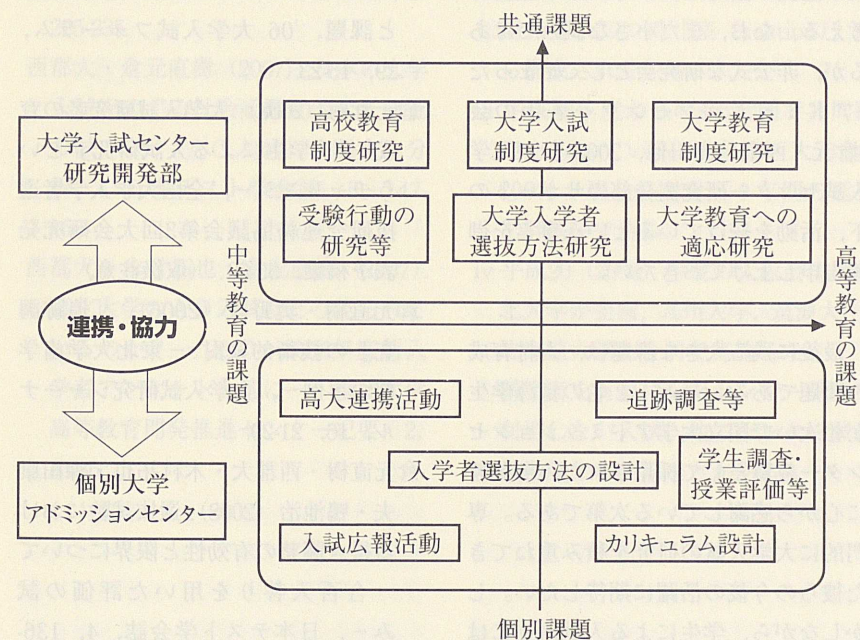 共通課題
大学入試センター
研究開発部
高校教育
制度研究
大学入試
制度研究
大学教育
制度研究
受験行動の
研究等
大学入学者
選抜方法研究
大学教育への
適応研究
連携・協力
中等教育の課題
高等教育の課題
高大連携活動
追跡調査等
入学者選抜方法の設計
学生調査・
授業評価等
個別大学
アドミッションセンター
入試広報活動
カリキュラム設計
個別課題